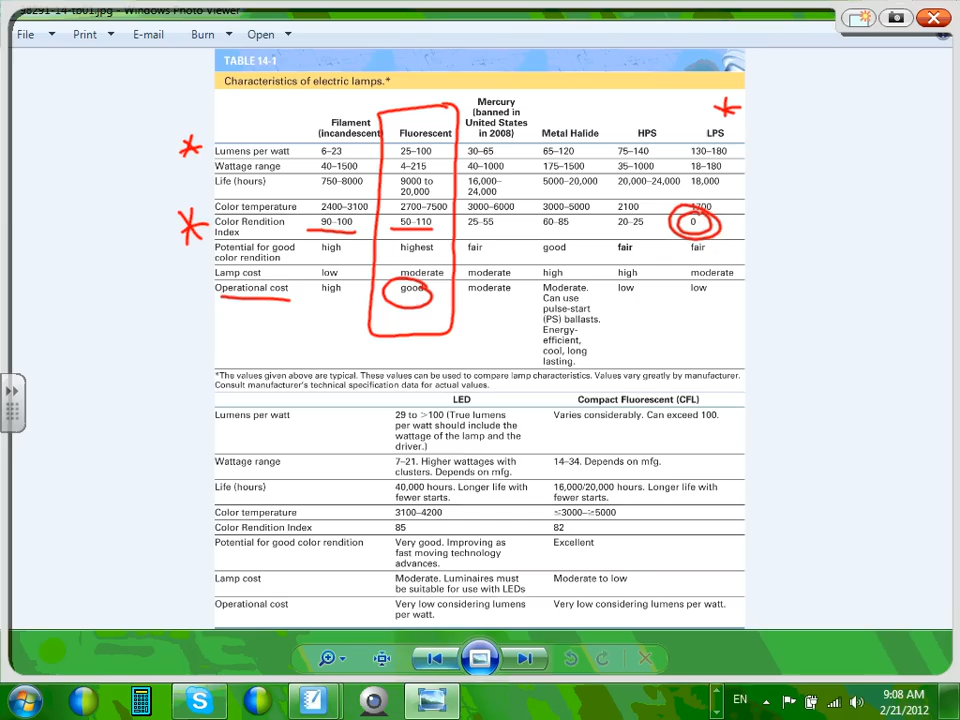 98291-14-tb01.jpg - Windows Photo Viewer
File Print E-mail Burn Open
TABLE 14-1
Characteristics of electric lamps.*
Filament (incandescent) Fluorescent Mercury (banned in United States in 2008) Metal Halide HPS LPS
Lumens per watt 6–23 25–100 30–65 65–120 75–140 130–180
Wattage range 40–1500 4–215 40–1000 175–1500 35–1000 18–180
Life (hours) 750–8000 9000 to 20,000 16,000–24,000 5000–20,000 20,000–24,000 18,000
Color temperature 2400–3100 2700–7500 3000–6000 3000–5000 2100 1700
Color Rendition Index 90–100 50–110 25–55 60–85 20–25 0
Potential for good color rendition high highest fair good fair fair
Lamp cost low moderate moderate high high moderate
Operational cost high good moderate Moderate. Can use pulse-start (PS) ballasts. Energy-efficient, cool, long lasting. low low
*The values given above are typical. These values can be used to compare lamp characteristics. Values vary greatly by manufacturer.
Consult manufacturer's technical specification data for actual values.
LED Compact Fluorescent (CFL)
Lumens per watt 29 to >100 (True lumens per watt should include the wattage of the lamp and the driver.) Varies considerably. Can exceed 100.
Wattage range 7–21. Higher wattages with clusters. Depends on mfg. 14–34. Depends on mfg.
Life (hours) 40,000 hours. Longer life with fewer starts. 16,000/20,000 hours. Longer life with fewer starts.
Color temperature 3100–4200 ≤3000–≥5000
Color Rendition Index 85 82
Potential for good color rendition Very good. Improving as fast moving technology advances. Excellent
Lamp cost Moderate. Luminaires must be suitable for use with LEDs Moderate to low
Operational cost Very low considering lumens per watt. Very low considering lumens per watt.
EN
9:08 AM
2/21/2012